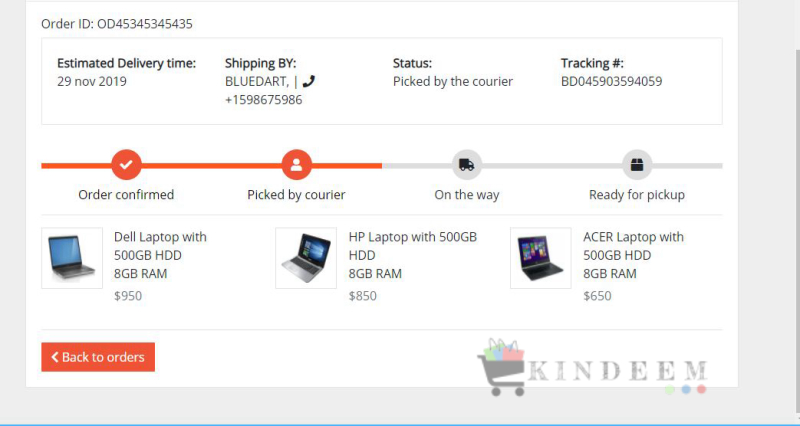 Order ID: OD45345345435
Estimated Delivery time:
29 nov 2019
Shipping BY:
BLUEDART, |
+1598675986
Status:
Picked by the courier
Tracking #:
BD045903594059
Order confirmed
Picked by courier
On the way
Ready for pickup
Dell Laptop with
500GB HDD
8GB RAM
$950
HP Laptop with 500GB
HDD
8GB RAM
$850
ACER Laptop with
500GB HDD
8GB RAM
$650
Back to orders
KINDEEM